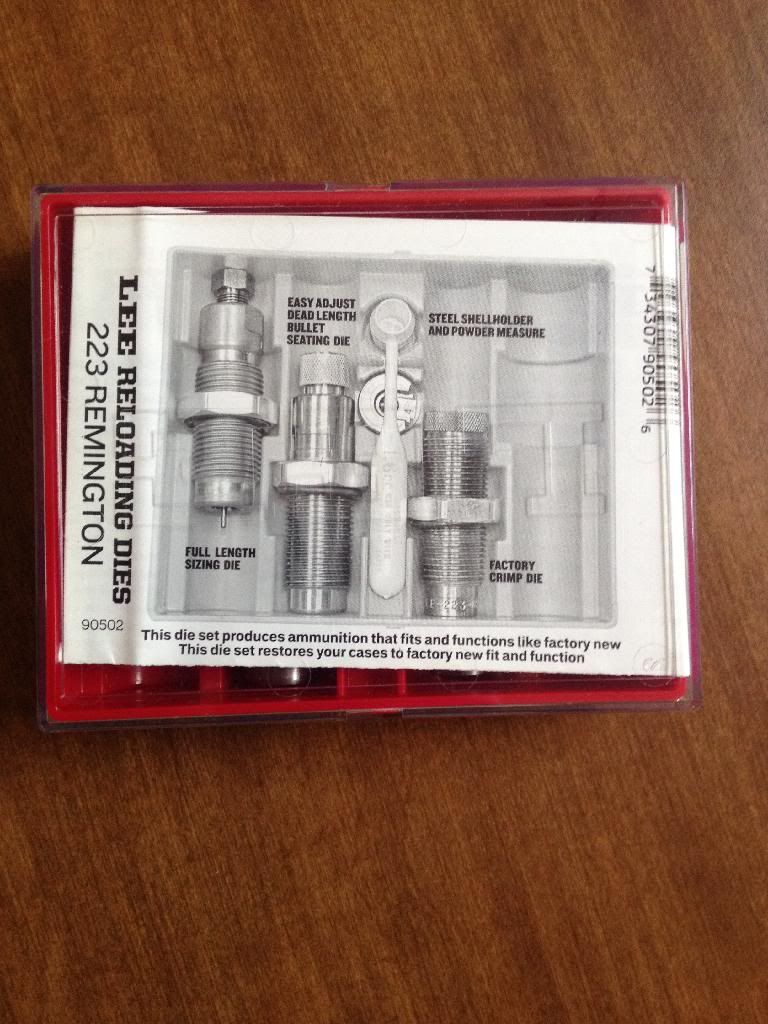 LEE RELOADING DIES
223 REMINGTON
90502
EASY ADJUST
DEAD LENGTH
BULLET
SEATING DIE
STEEL SHELLHOLDER
AND POWDER MEASURE
FULL LENGTH
SIZING DIE
FACTORY
CRIMP DIE
This die set produces ammunition that fits and functions like factory new
This die set restores your cases to factory new fit and function
7 34307 90502 6